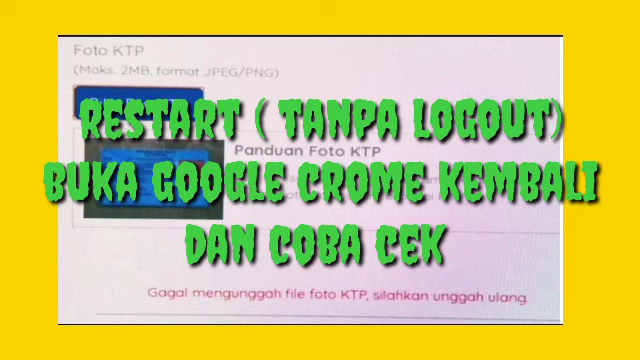 Foto KTP
(Maks. 2MB, format JPEG/PNG)
RESTART ( TANPA LOGOUT)
Panduan Foto KTP
BUKA GOOGLE CROME KEMBALI
DAN COBA CEK
Gagal mengunggah file foto KTP, silahkan unggah ulang.